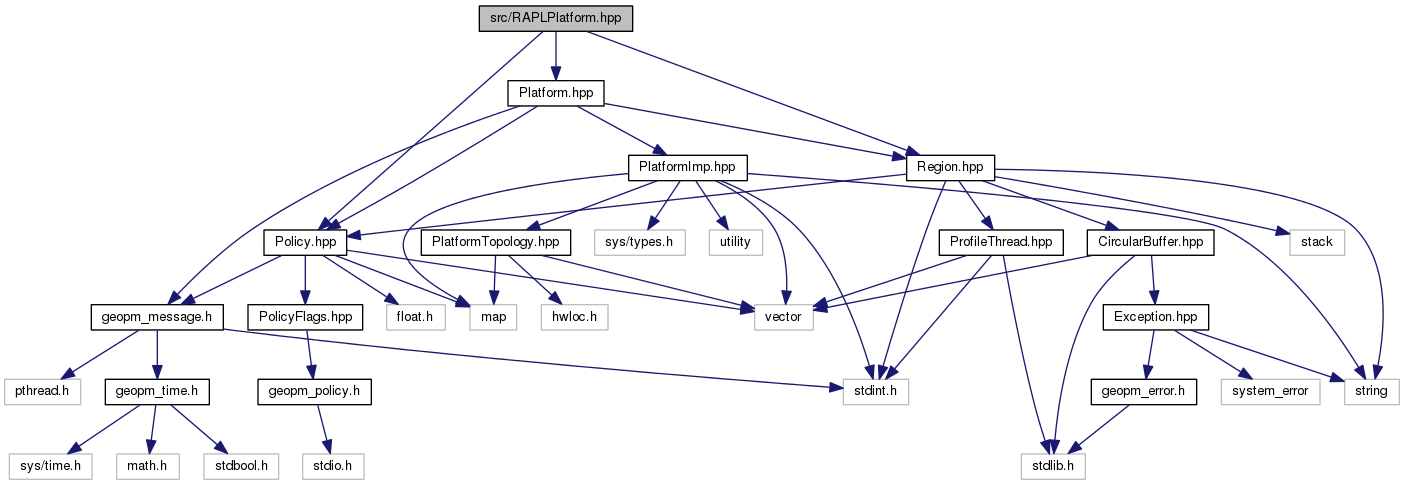 src/RAPLPlatform.hpp
Platform.hpp
PlatformImp.hpp
Region.hpp
Policy.hpp
PlatformTopology.hpp
sys/types.h
utility
ProfileThread.hpp
CircularBuffer.hpp
stack
geopm_message.h
PolicyFlags.hpp
float.h
map
hwloc.h
vector
Exception.hpp
pthread.h
geopm_time.h
geopm_policy.h
stdint.h
geopm_error.h
system_error
string
sys/time.h
math.h
stdbool.h
stdio.h
stdlib.h